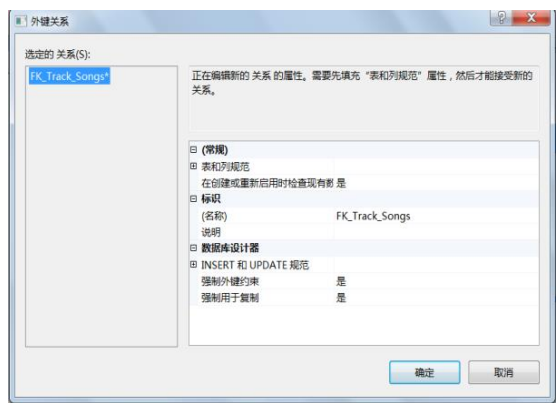 外键关系
选定的 关系(S):
FK_Track_Songs*
正在编辑新的 关系 的属性。需要先填充“表和列规范”属性，然后才能接受新的
关系。
(常规)
表和列规范
在创建或重新启用时检查现有数 是
标识
(名称) FK_Track_Songs
说明
数据库设计器
INSERT 和 UPDATE 规范
强制外键约束 是
强制用于复制 是
确定 取消